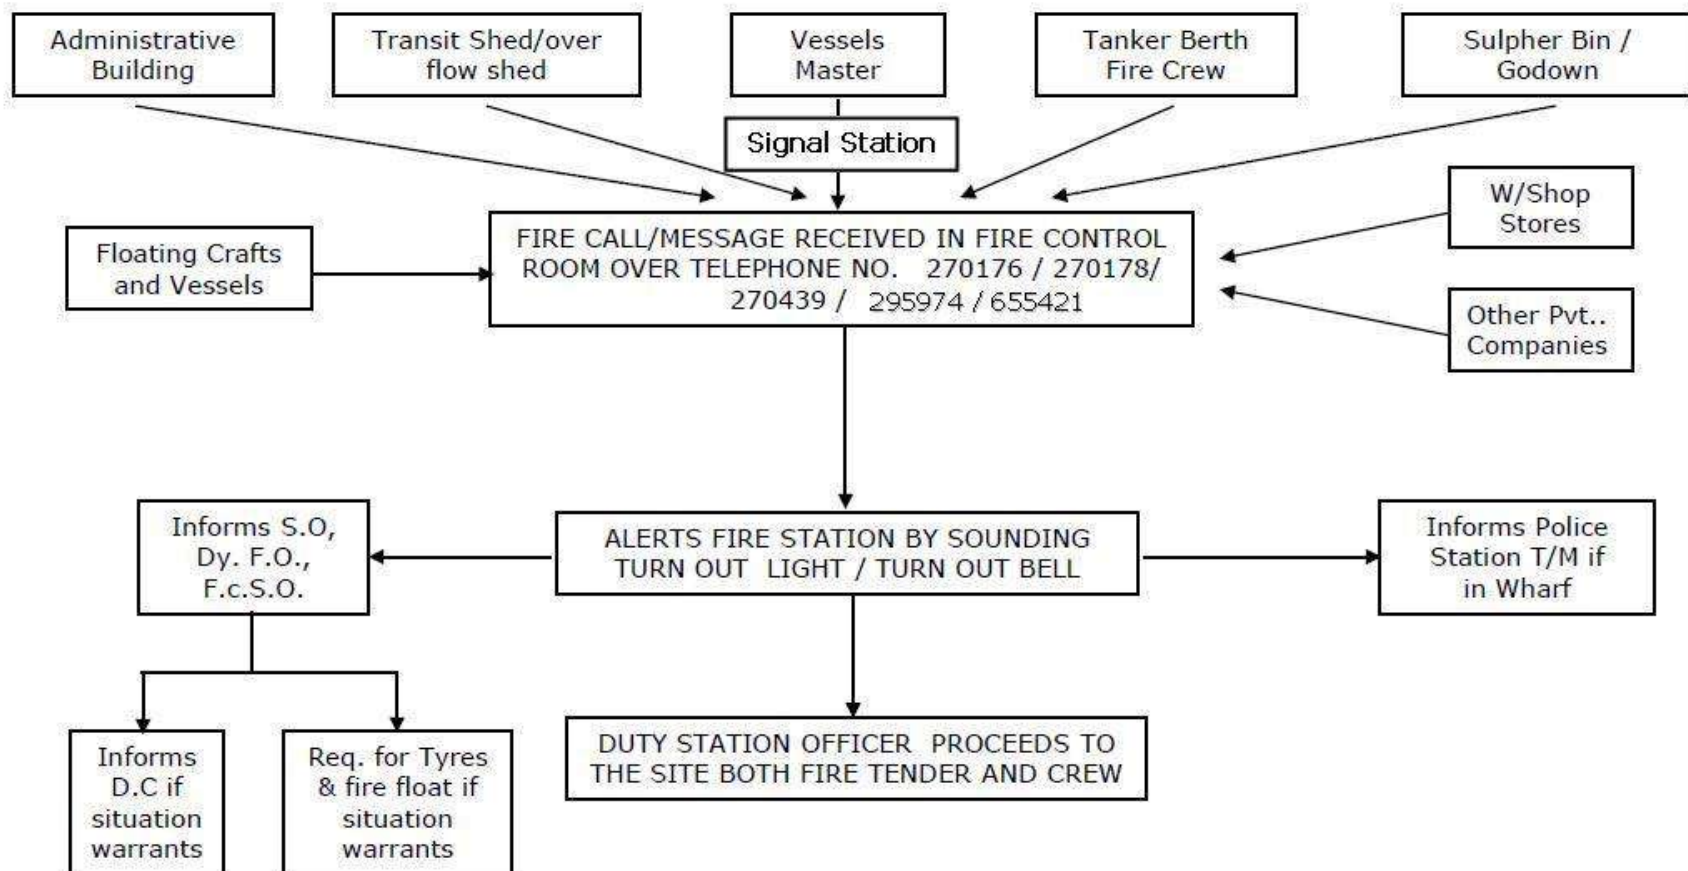 Administrative
Building
Transit Shed/over
flow shed
Vessels
Master
Tanker Berth
Fire Crew
Sulpher Bin /
Godown
Signal Station
W/Shop
Stores
Floating Crafts
and Vessels
FIRE CALL/MESSAGE RECEIVED IN FIRE CONTROL
ROOM OVER TELEPHONE NO. 270176 / 270178/
270439 / 295974 / 655421
Other Pvt..
Companies
Informs S.O,
Dy. F.O.,
F.c.S.O.
ALERTS FIRE STATION BY SOUNDING
TURN OUT LIGHT / TURN OUT BELL
Informs Police
Station T/M if
in Wharf
Informs
D.C if
situation
warrants
Req. for Tyres
& fire float if
situation
warrants
DUTY STATION OFFICER PROCEEDS TO
THE SITE BOTH FIRE TENDER AND CREW